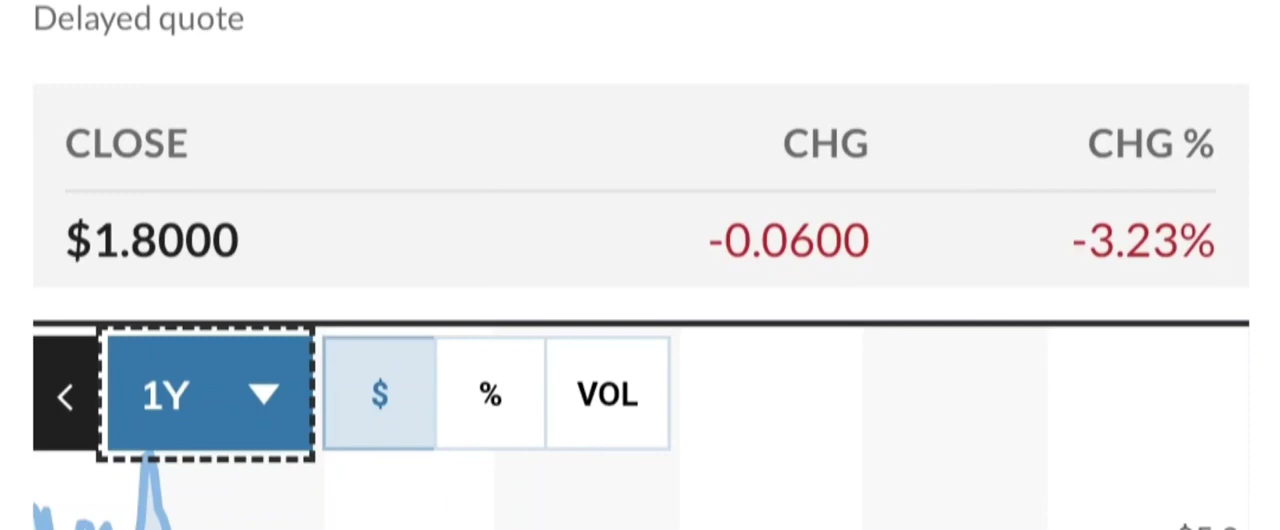 Delayed quote
CLOSE CHG CHG %
$1.8000 -0.0600 -3.23%
1Y $ % VOL